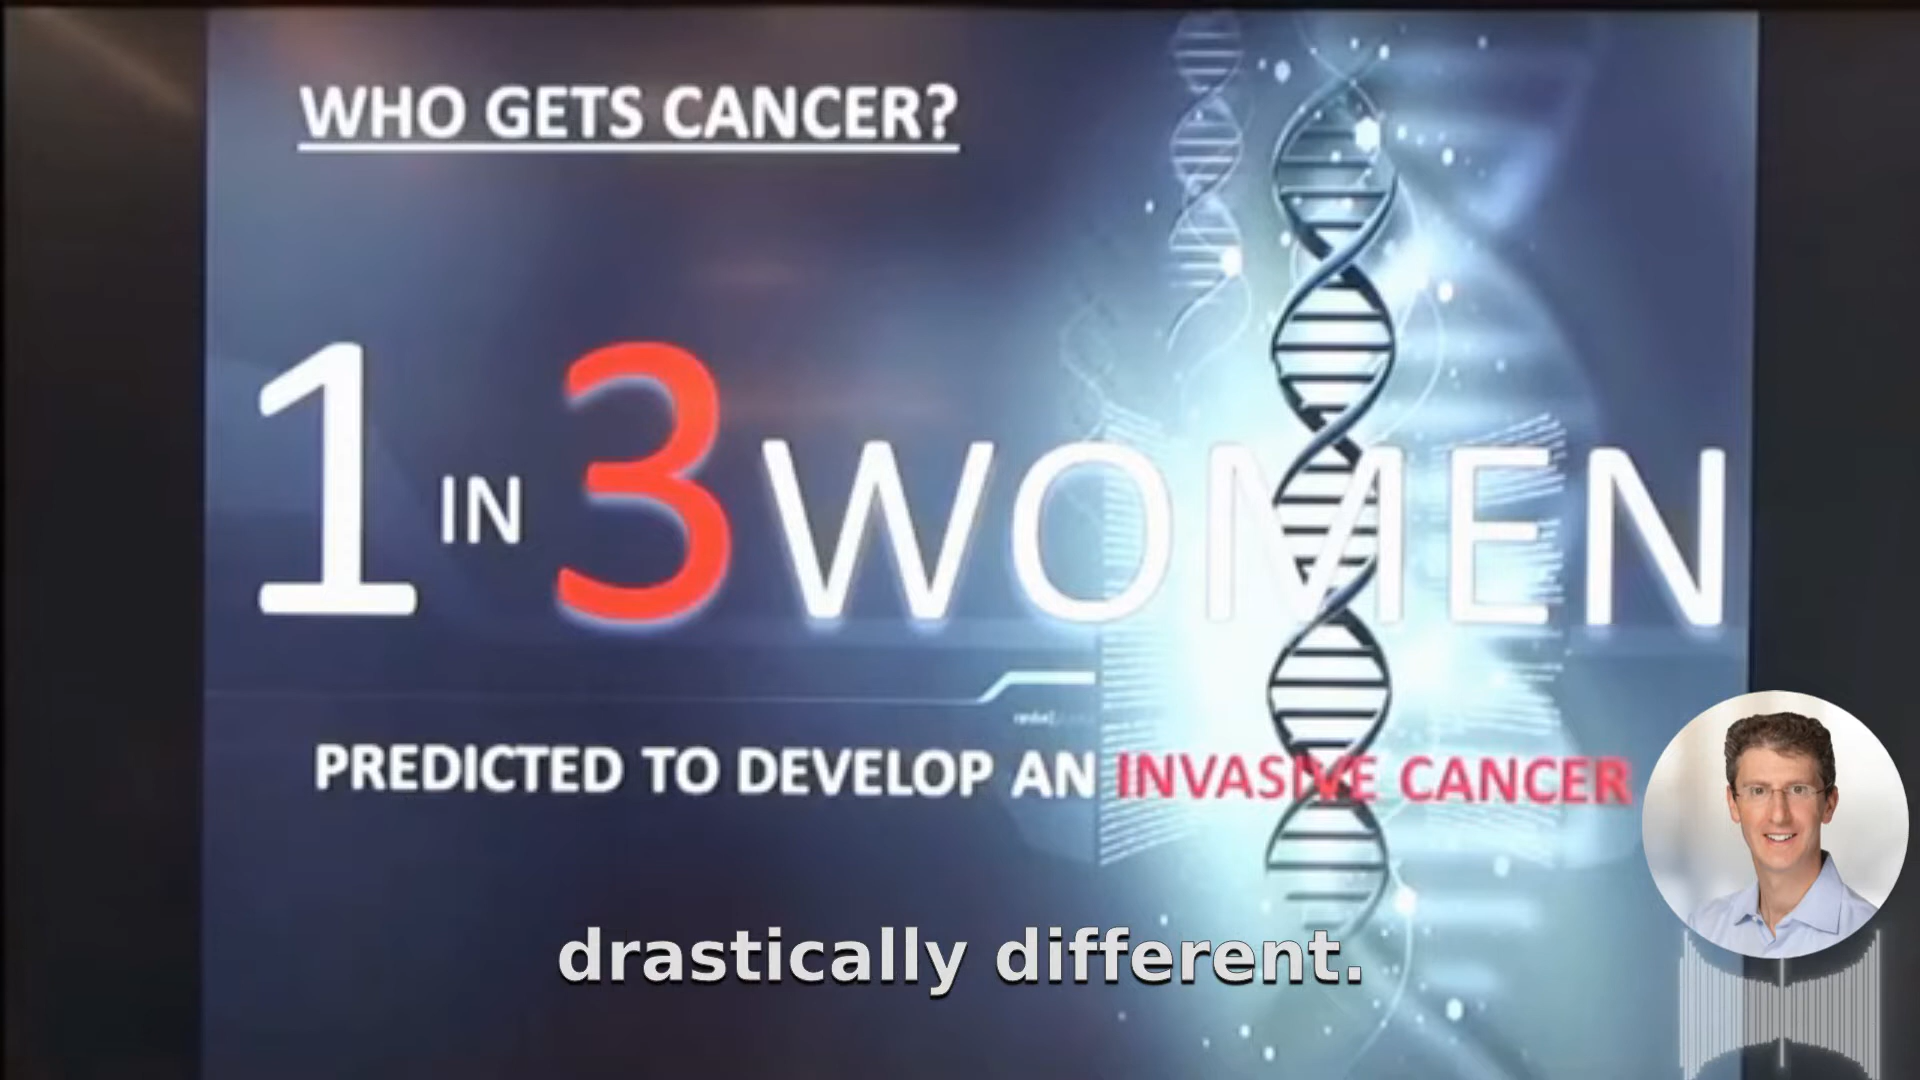 WHO GETS CANCER?
1 IN 3 WOMEN
PREDICTED TO DEVELOP AN INVASIVE CANCER
drastically different.